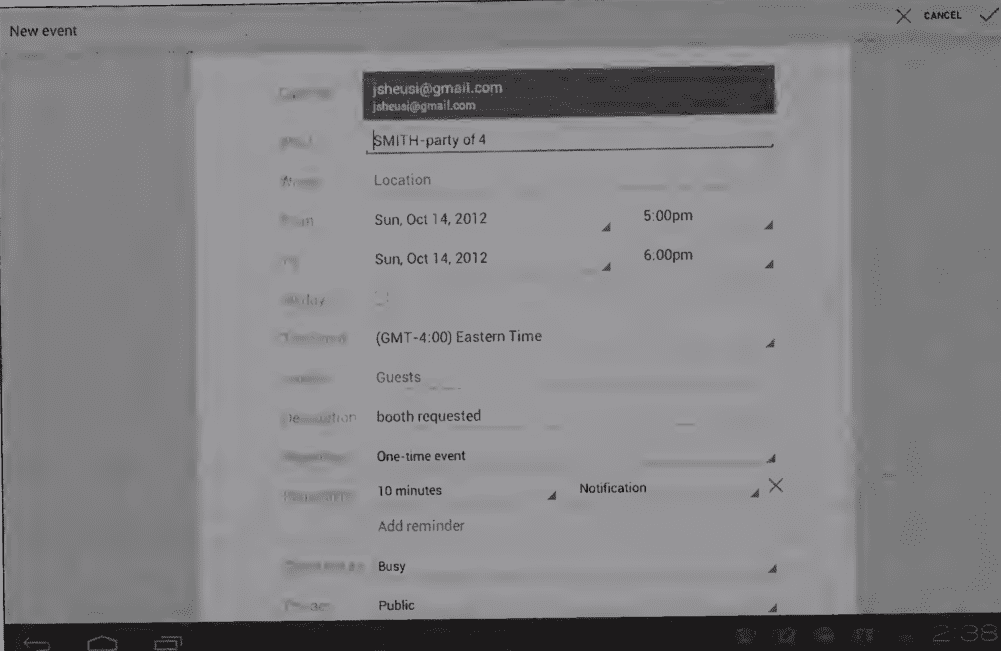 New event
CANCEL
jsheusi@gmail.com
jsheusi@gmail.com
SMITH-party of 4
Location
Sun, Oct 14, 2012 5:00pm
Sun, Oct 14, 2012 6:00pm
(GMT-4:00) Eastern Time
Guests
Description booth requested
One-time event
10 minutes Notification
Add reminder
Busy
Privacy Public
2:38